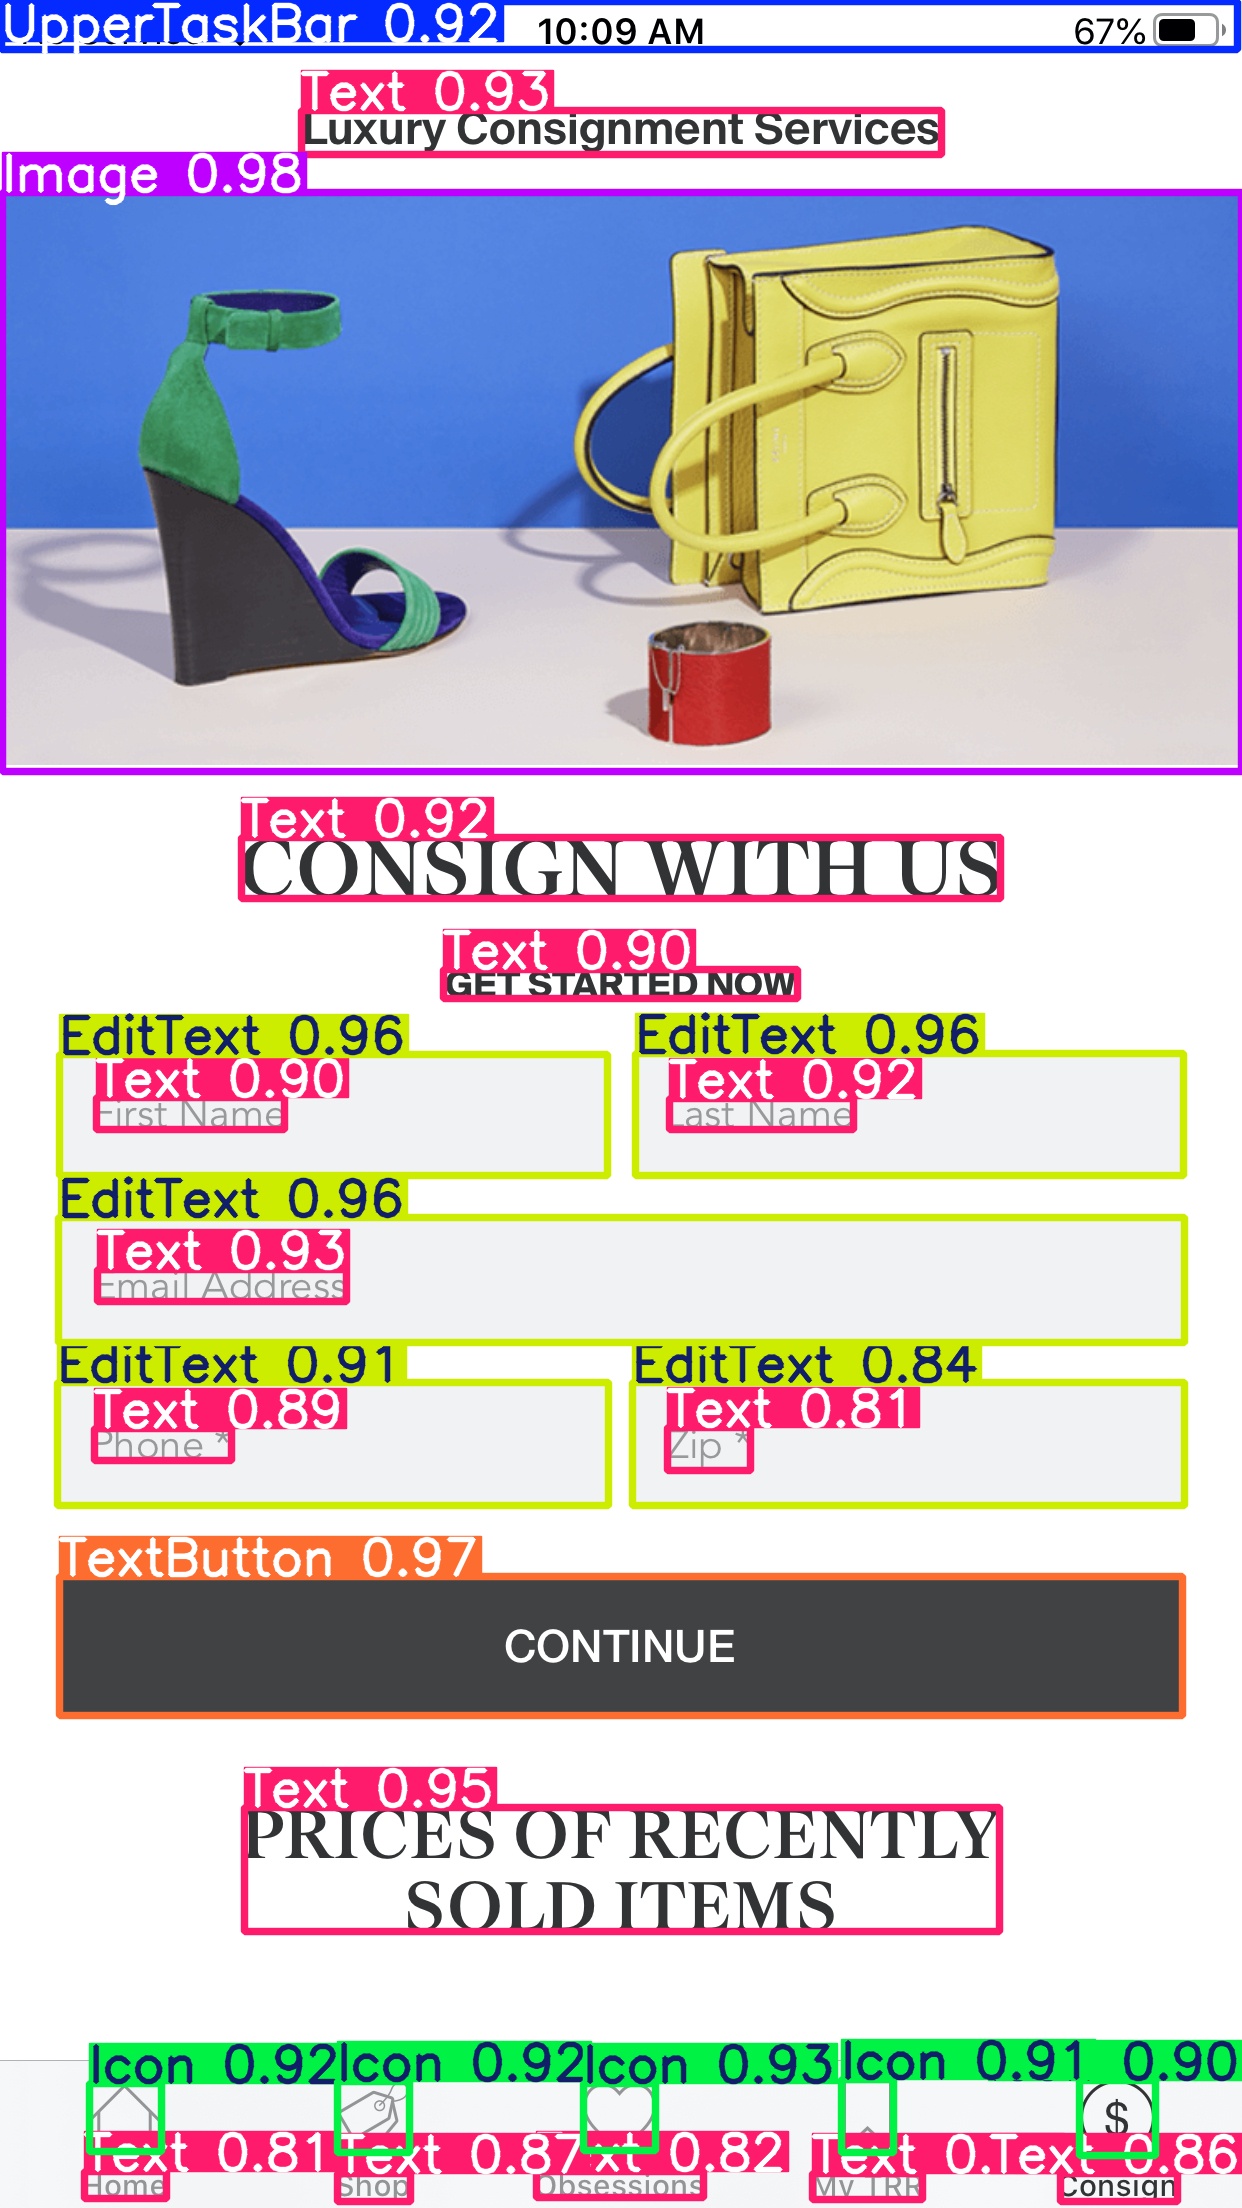 UpperTaskBar 0.92
10:09 AM
67%
Text 0.93
Luxury Consignment Services
Image 0.98
Text 0.92
CONSIGN WITH US
Text 0.90
GET STARTED NOW
EditText 0.96 EditText 0.96
Text 0.90 Text 0.92
First Name Last Name
EditText 0.96
Text 0.93
Email Address
EditText 0.91 EditText 0.84
Text 0.89 Text 0.81
Phone * Zip *
TextButton 0.97
CONTINUE
Text 0.95
PRICES OF RECENTLY
SOLD ITEMS
Icon 0.92 Icon 0.92 Icon 0.93 Icon 0.91 0.90
$
Text 0.81 Text 0.87 xt 0.82 Text 0. Text 0.86
Home Shop Obsessions My TRR Consign